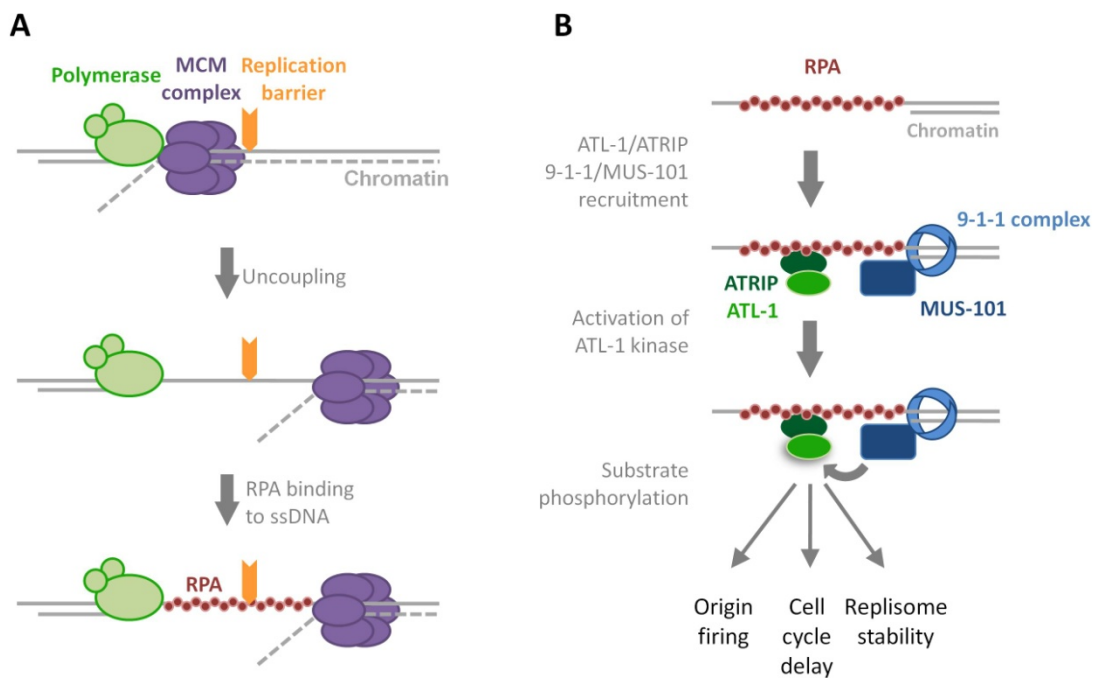 A
Polymerase
MCM
complex
Replication
barrier
Chromatin
Uncoupling
RPA binding
to ssDNA
RPA
B
RPA
Chromatin
ATL-1/ATRIP
9-1-1/MUS-101
recruitment
9-1-1 complex
ATRIP
ATL-1
MUS-101
Activation of
ATL-1 kinase
Substrate
phosphorylation
Origin
firing
Cell
cycle
delay
Replisome
stability